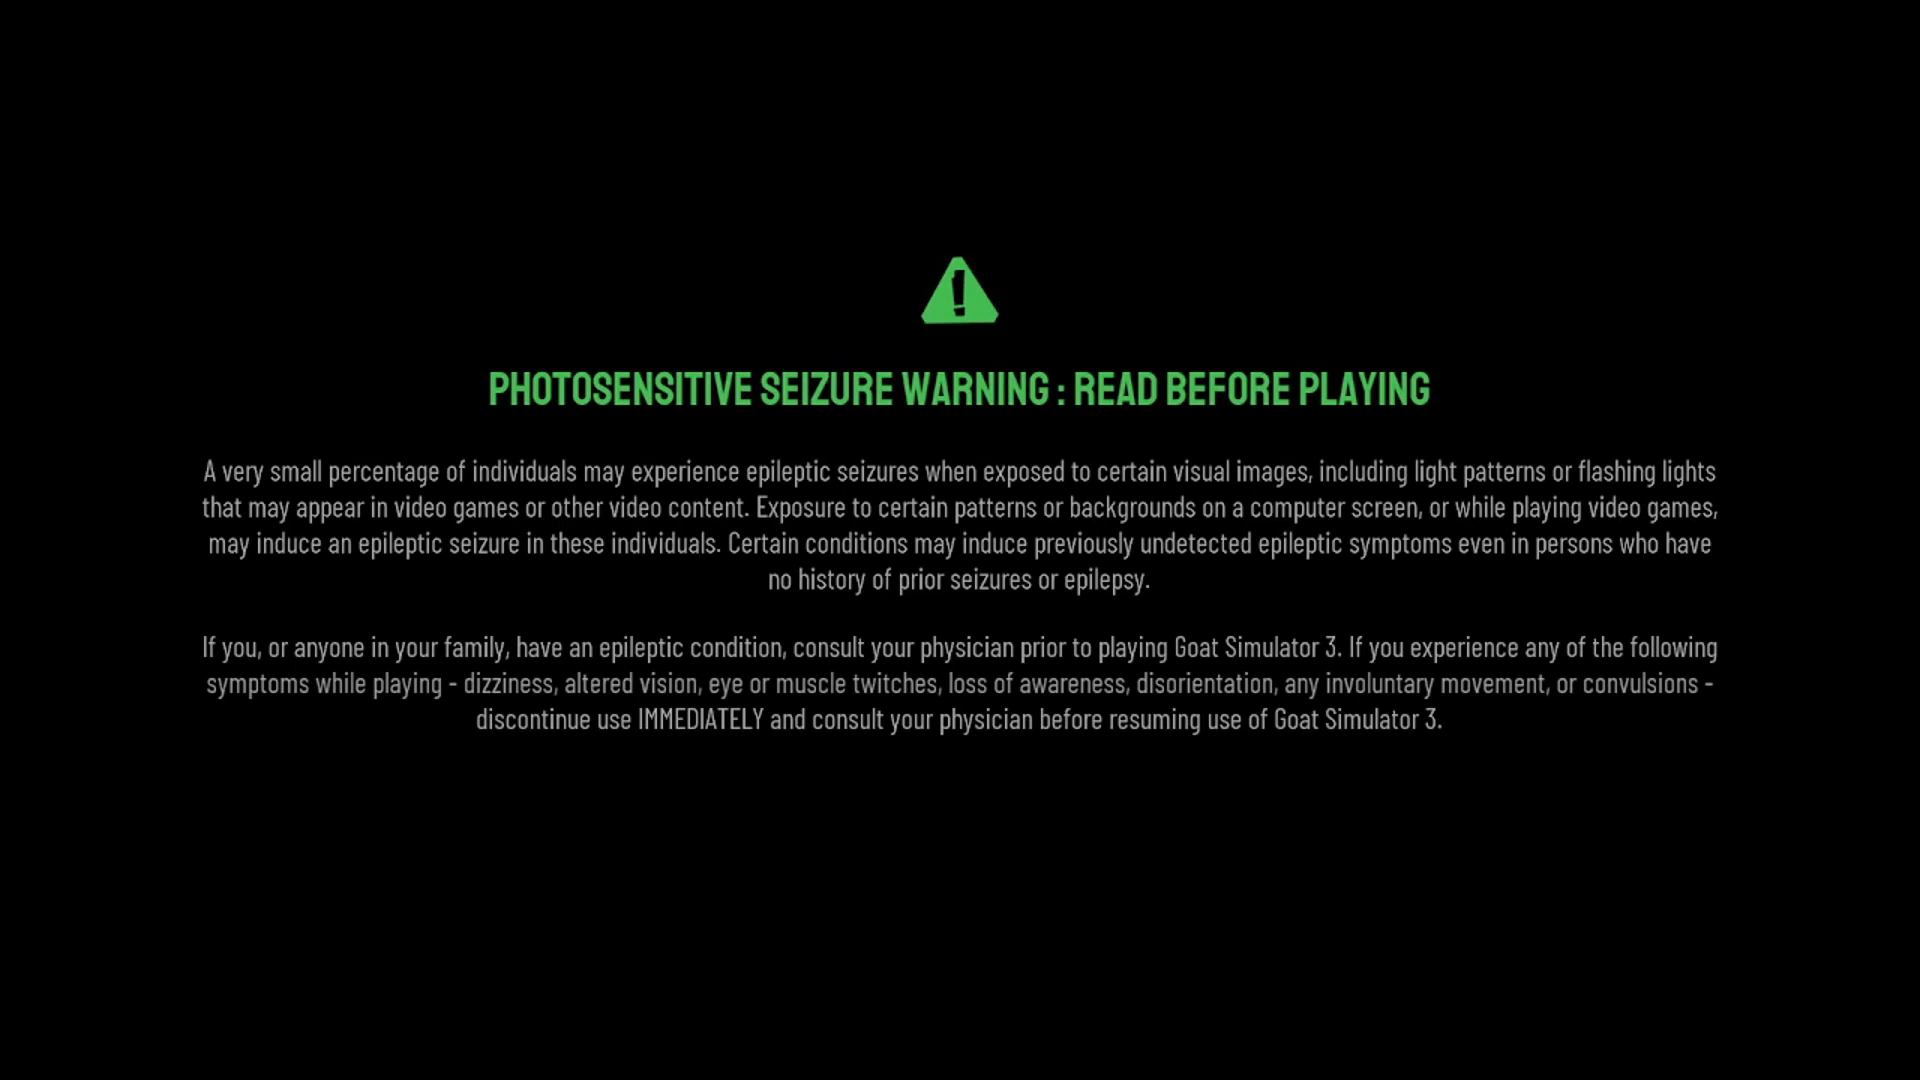 PHOTOSENSITIVE SEIZURE WARNING : READ BEFORE PLAYING
A very small percentage of individuals may experience epileptic seizures when exposed to certain visual images, including light patterns or flashing lights
that may appear in video games or other video content. Exposure to certain patterns or backgrounds on a computer screen, or while playing video games,
may induce an epileptic seizure in these individuals. Certain conditions may induce previously undetected epileptic symptoms even in persons who have
no history of prior seizures or epilepsy.
If you, or anyone in your family, have an epileptic condition, consult your physician prior to playing Goat Simulator 3. If you experience any of the following
symptoms while playing - dizziness, altered vision, eye or muscle twitches, loss of awareness, disorientation, any involuntary movement, or convulsions -
discontinue use IMMEDIATELY and consult your physician before resuming use of Goat Simulator 3.